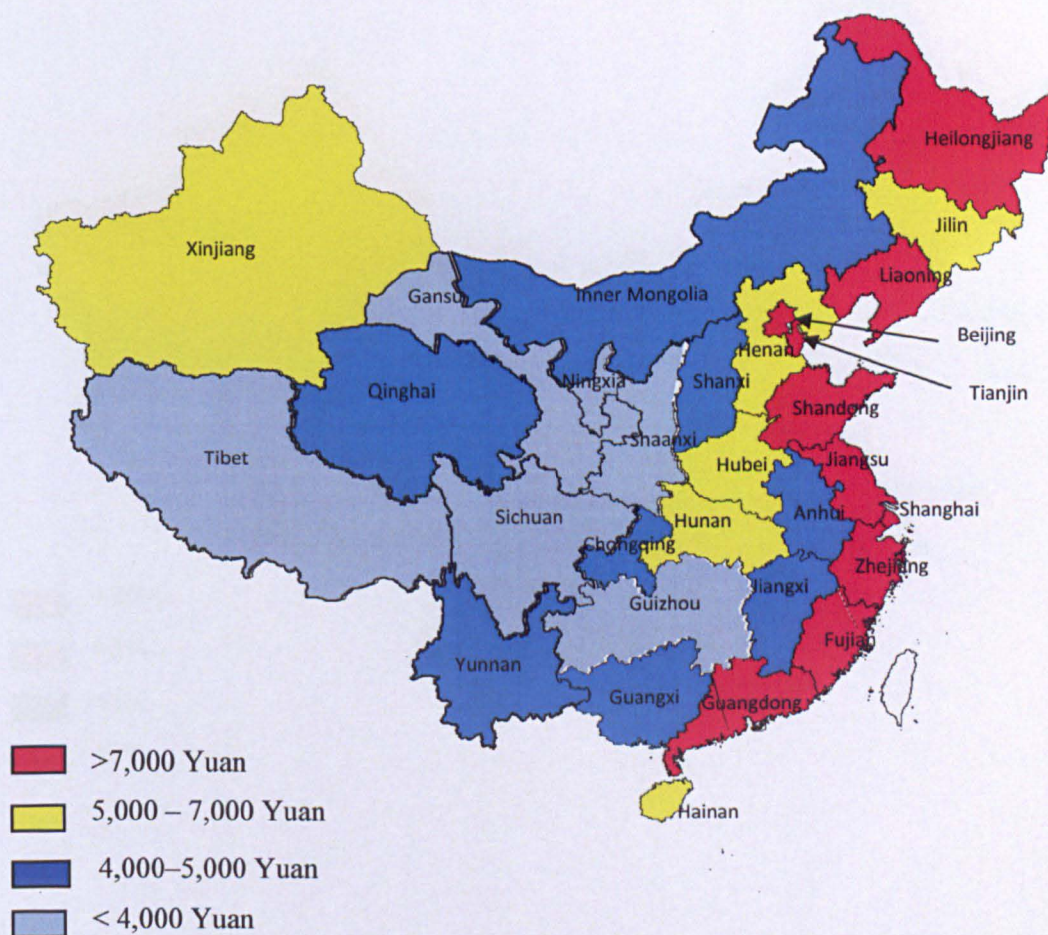 Heilongjiang
Jilin
Xinjiang
Liaoning
Gansu
Inner Mongolia
Beijing
Henan
Ningxia
Shanxi
Qinghai
Tianjin
Shandong
Shaanxi
Tibet
Hubei
Jiangsu
Sichuan
Hunan
Anhui
Shanghai
Chongqing
Zhejiang
Jiangxi
Guizhou
Fujian
Yunnan
Guangxi
Guangdong
>7,000 Yuan
5,000 – 7,000 Yuan
Hainan
4,000–5,000 Yuan
< 4,000 Yuan